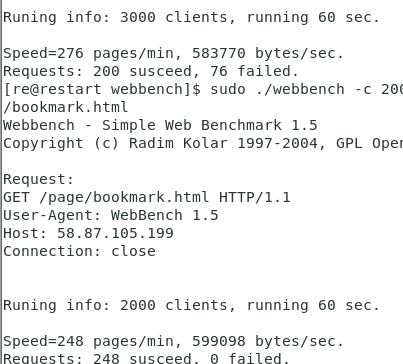 Runing info: 3000 clients, running 60 sec.
Speed=276 pages/min, 583770 bytes/sec.
Requests: 200 susceed, 76 failed.
[re@restart webbench]$ sudo ./webbench -c 200
/bookmark.html
Webbench - Simple Web Benchmark 1.5
Copyright (c) Radim Kolar 1997-2004, GPL Open
Request:
GET /page/bookmark.html HTTP/1.1
User-Agent: WebBench 1.5
Host: 58.87.105.199
Connection: close
Runing info: 2000 clients, running 60 sec.
Speed=248 pages/min, 599098 bytes/sec.
Requests: 248 susceed, 0 failed.